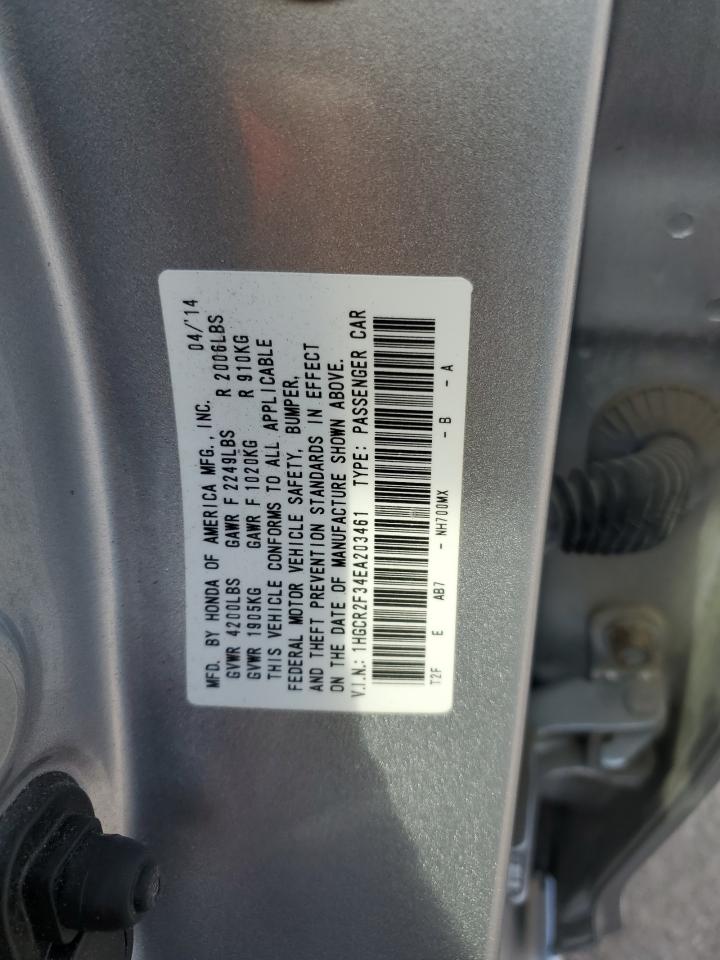 MFD. BY HONDA OF AMERICA MFG., INC. 04/'14
GVWR 4200LBS GAWR F 2249LBS R 2006LBS
GVWR 1905KG GAWR F 1020KG R 910KG
THIS VEHICLE CONFORMS TO ALL APPLICABLE
FEDERAL MOTOR VEHICLE SAFETY, BUMPER,
AND THEFT PREVENTION STANDARDS IN EFFECT
ON THE DATE OF MANUFACTURE SHOWN ABOVE.
V.I.N.: 1HGCR2F34EA203461 TYPE: PASSENGER CAR
T2F E AB7 - NH700MX - B - A